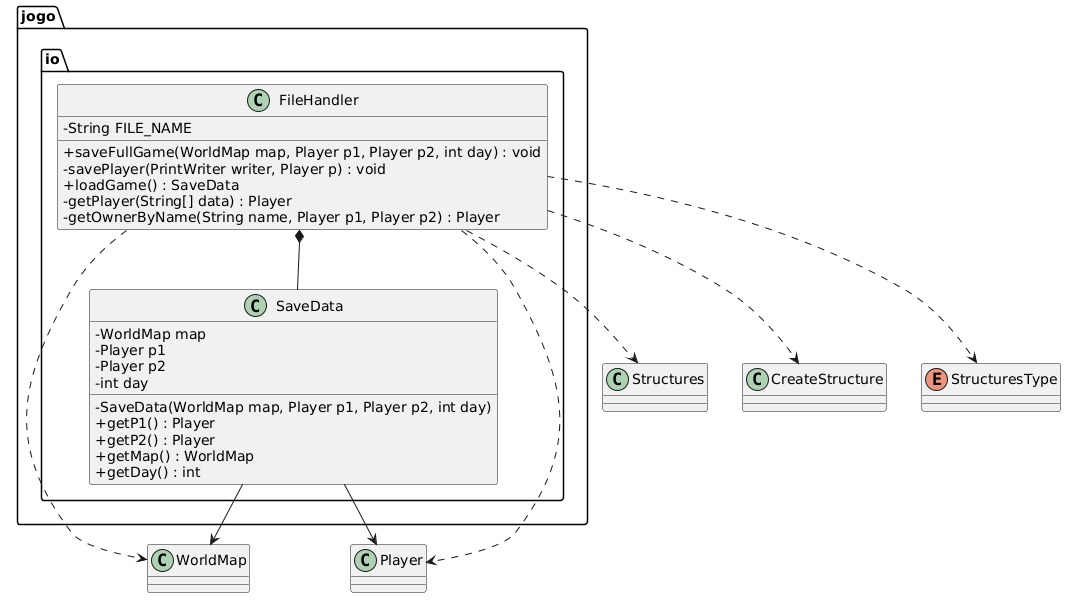 jogo
io
C FileHandler
-String FILE_NAME
+saveFullGame(WorldMap map, Player p1, Player p2, int day) : void
-savePlayer(PrintWriter writer, Player p) : void
+loadGame() : SaveData
-getPlayer(String[] data) : Player
-getOwnerByName(String name, Player p1, Player p2) : Player
C SaveData
-WorldMap map
-Player p1
-Player p2
-int day
-SaveData(WorldMap map, Player p1, Player p2, int day)
+getP1() : Player
+getP2() : Player
+getMap() : WorldMap
+getDay() : int
C Structures
C CreateStructure
E StructuresType
C WorldMap
C Player